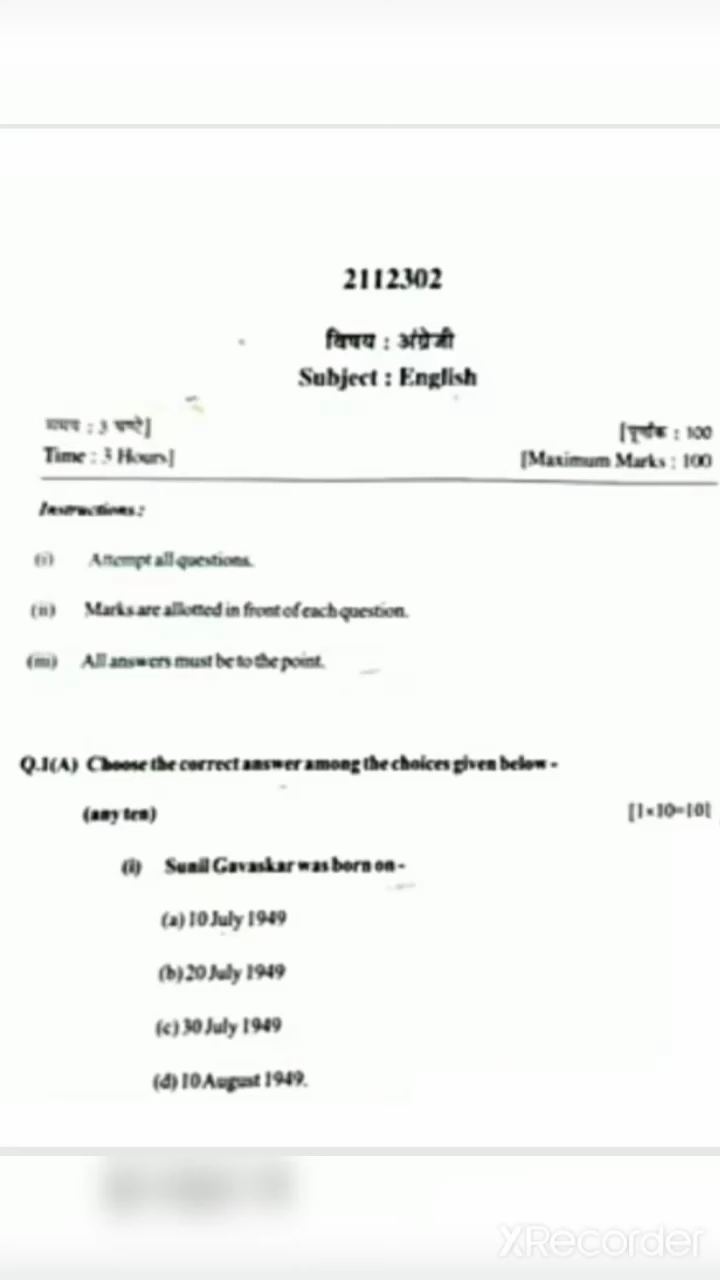 2112302
विषय : अंग्रेजी
Subject : English
समय : 3 घण्टे]
[पूर्णांक : 100
Time : 3 Hours]
[Maximum Marks : 100
Instructions :
(i) Attempt all questions.
(ii) Marks are allotted in front of each question.
(iii) All answers must be to the point.
Q.1(A) Choose the correct answer among the choices given below -
(any ten)
[1×10=10]
(i) Sunil Gavaskar was born on -
(a) 10 July 1949
(b) 20 July 1949
(c) 30 July 1949
(d) 10 August 1949.
XRecorder